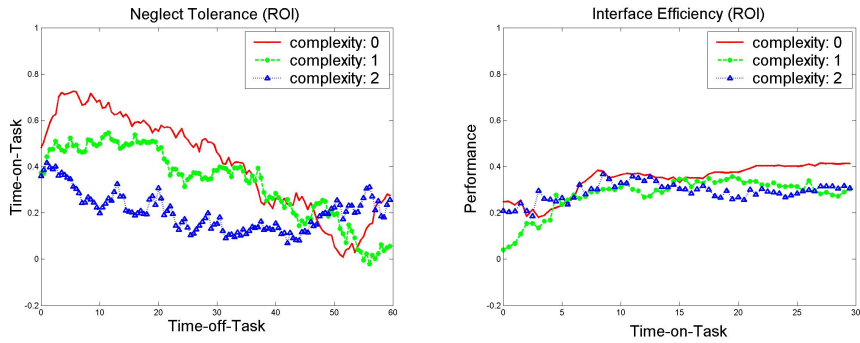 Neglect Tolerance (ROI)
1
0.8
0.6
0.4
0.2
0
-0.2
Time-on-Task
complexity: 0
complexity: 1
complexity: 2
0 10 20 30 40 50 60
Time-off-Task
Interface Efficiency (ROI)
1
0.8
0.6
0.4
0.2
0
-0.2
Performance
complexity: 0
complexity: 1
complexity: 2
0 5 10 15 20 25 30
Time-on-Task